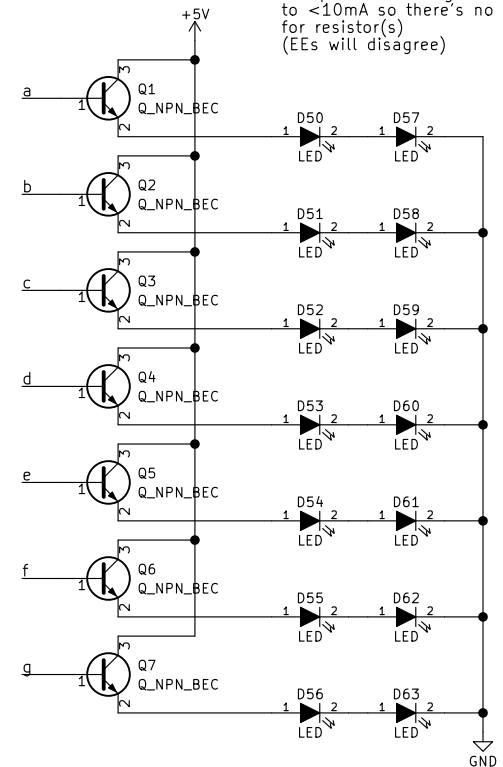 to <10mA so there's no
for resistor(s)
(EEs will disagree)
+5V
a 1 3 2 Q1
Q_NPN_BEC
1 D50 2 1 D57 2
LED LED
b 1 3 2 Q2
Q_NPN_BEC
1 D51 2 1 D58 2
LED LED
c 1 3 2 Q3
Q_NPN_BEC
1 D52 2 1 D59 2
LED LED
d 1 3 2 Q4
Q_NPN_BEC
1 D53 2 1 D60 2
LED LED
e 1 3 2 Q5
Q_NPN_BEC
1 D54 2 1 D61 2
LED LED
f 1 3 2 Q6
Q_NPN_BEC
1 D55 2 1 D62 2
LED LED
g 1 3 2 Q7
Q_NPN_BEC
1 D56 2 1 D63 2
LED LED
GND